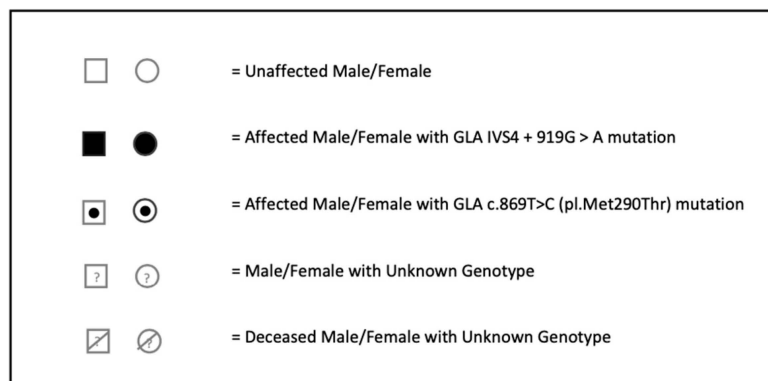 = Unaffected Male/Female
= Affected Male/Female with GLA IVS4 + 919G > A mutation
= Affected Male/Female with GLA c.869T>C (pl.Met290Thr) mutation
? ? = Male/Female with Unknown Genotype
? ? = Deceased Male/Female with Unknown Genotype